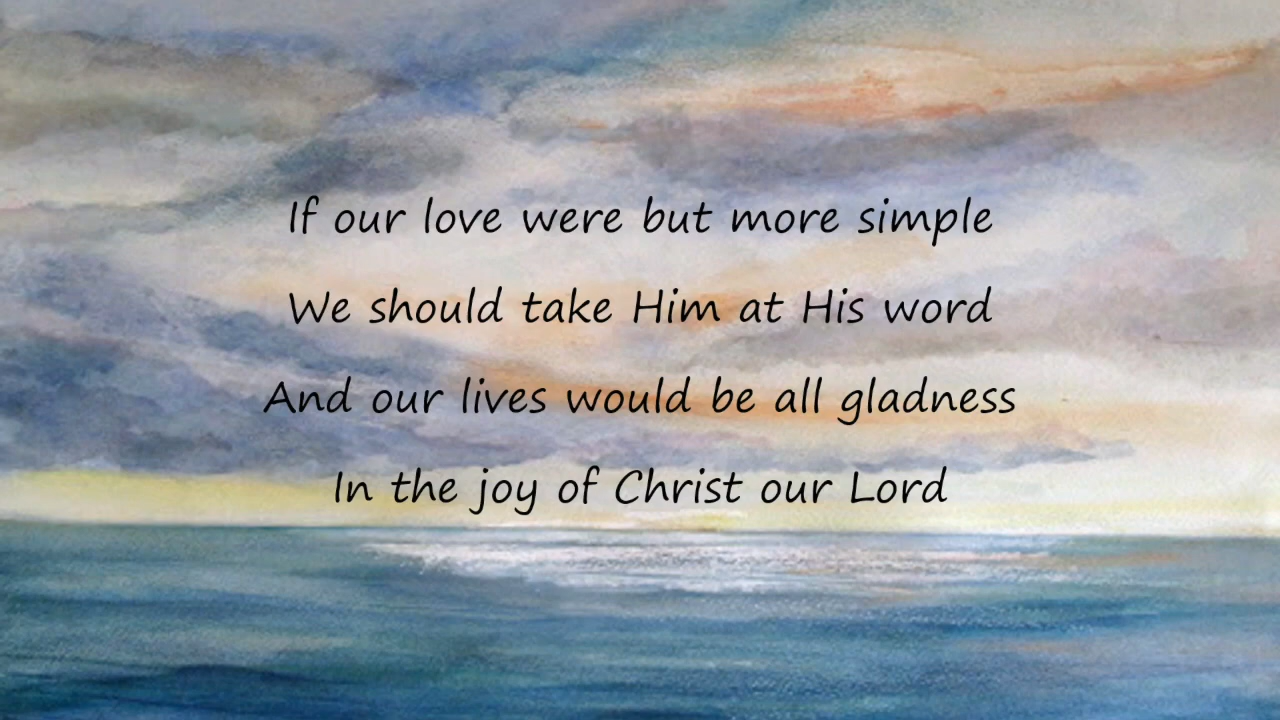 If our love were but more simple
We should take Him at His word
And our lives would be all gladness
In the joy of Christ our Lord